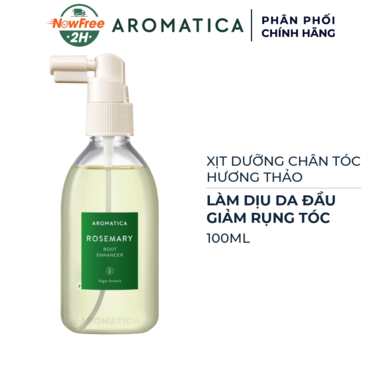 NowFree
2H
AROMATICA
PHÂN PHỐI
CHÍNH HÃNG
XỊT DƯỠNG CHÂN TÓC
HƯƠNG THẢO
LÀM DỊU DA ĐẦU
GIẢM RỤNG TÓC
100ML
AROMATICA
ROSEMARY
ROOT
ENHANCER
Vegan formula
AROMATICA